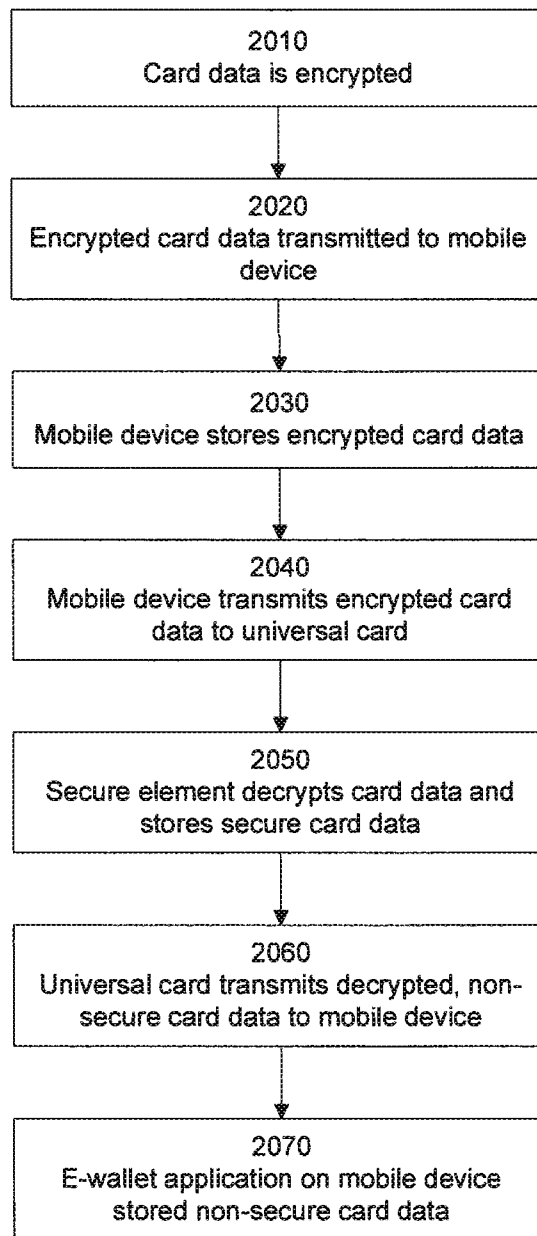 2010
Card data is encrypted
2020
Encrypted card data transmitted to mobile
device
2030
Mobile device stores encrypted card data
2040
Mobile device transmits encrypted card
data to universal card
2050
Secure element decrypts card data and
stores secure card data
2060
Universal card transmits decrypted, non-
secure card data to mobile device
2070
E-wallet application on mobile device
stored non-secure card data